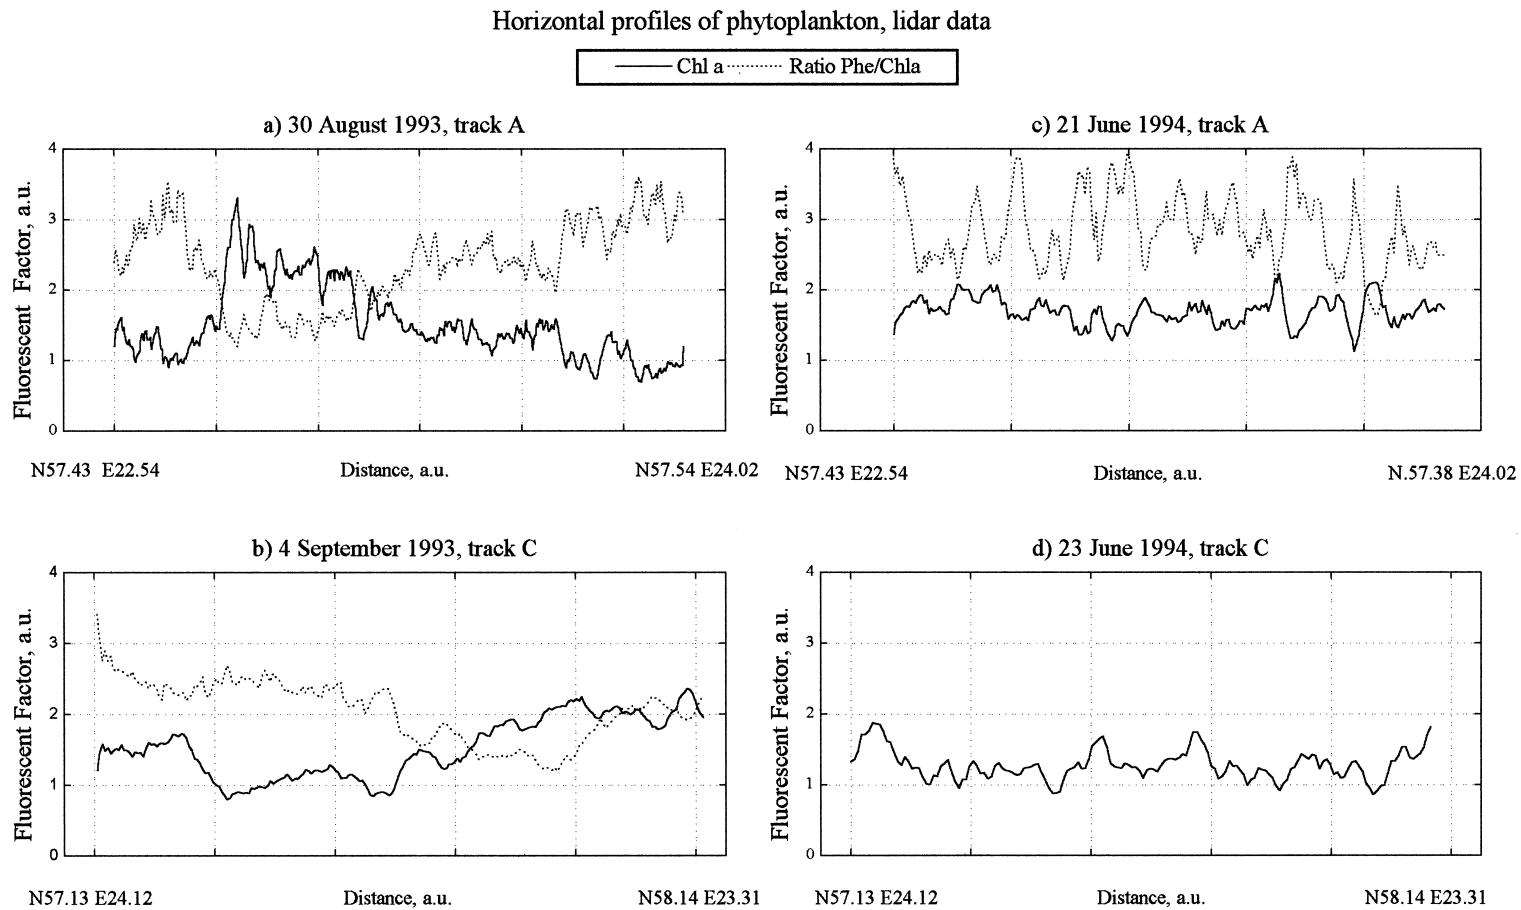 Horizontal profiles of phytoplankton, lidar data
Chl a Ratio Phe/Chla
a) 30 August 1993, track A
Fluorescent Factor, a.u.
4
3
2
1
0
N57.43 E22.54 Distance, a.u. N57.54 E24.02
c) 21 June 1994, track A
Fluorescent Factor, a.u.
4
3
2
1
0
N57.43 E22.54 Distance, a.u. N.57.38 E24.02
b) 4 September 1993, track C
Fluorescent Factor, a.u.
4
3
2
1
0
N57.13 E24.12 Distance, a.u. N58.14 E23.31
d) 23 June 1994, track C
Fluorescent Factor, a.u.
4
3
2
1
0
N57.13 E24.12 Distance, a.u. N58.14 E23.31